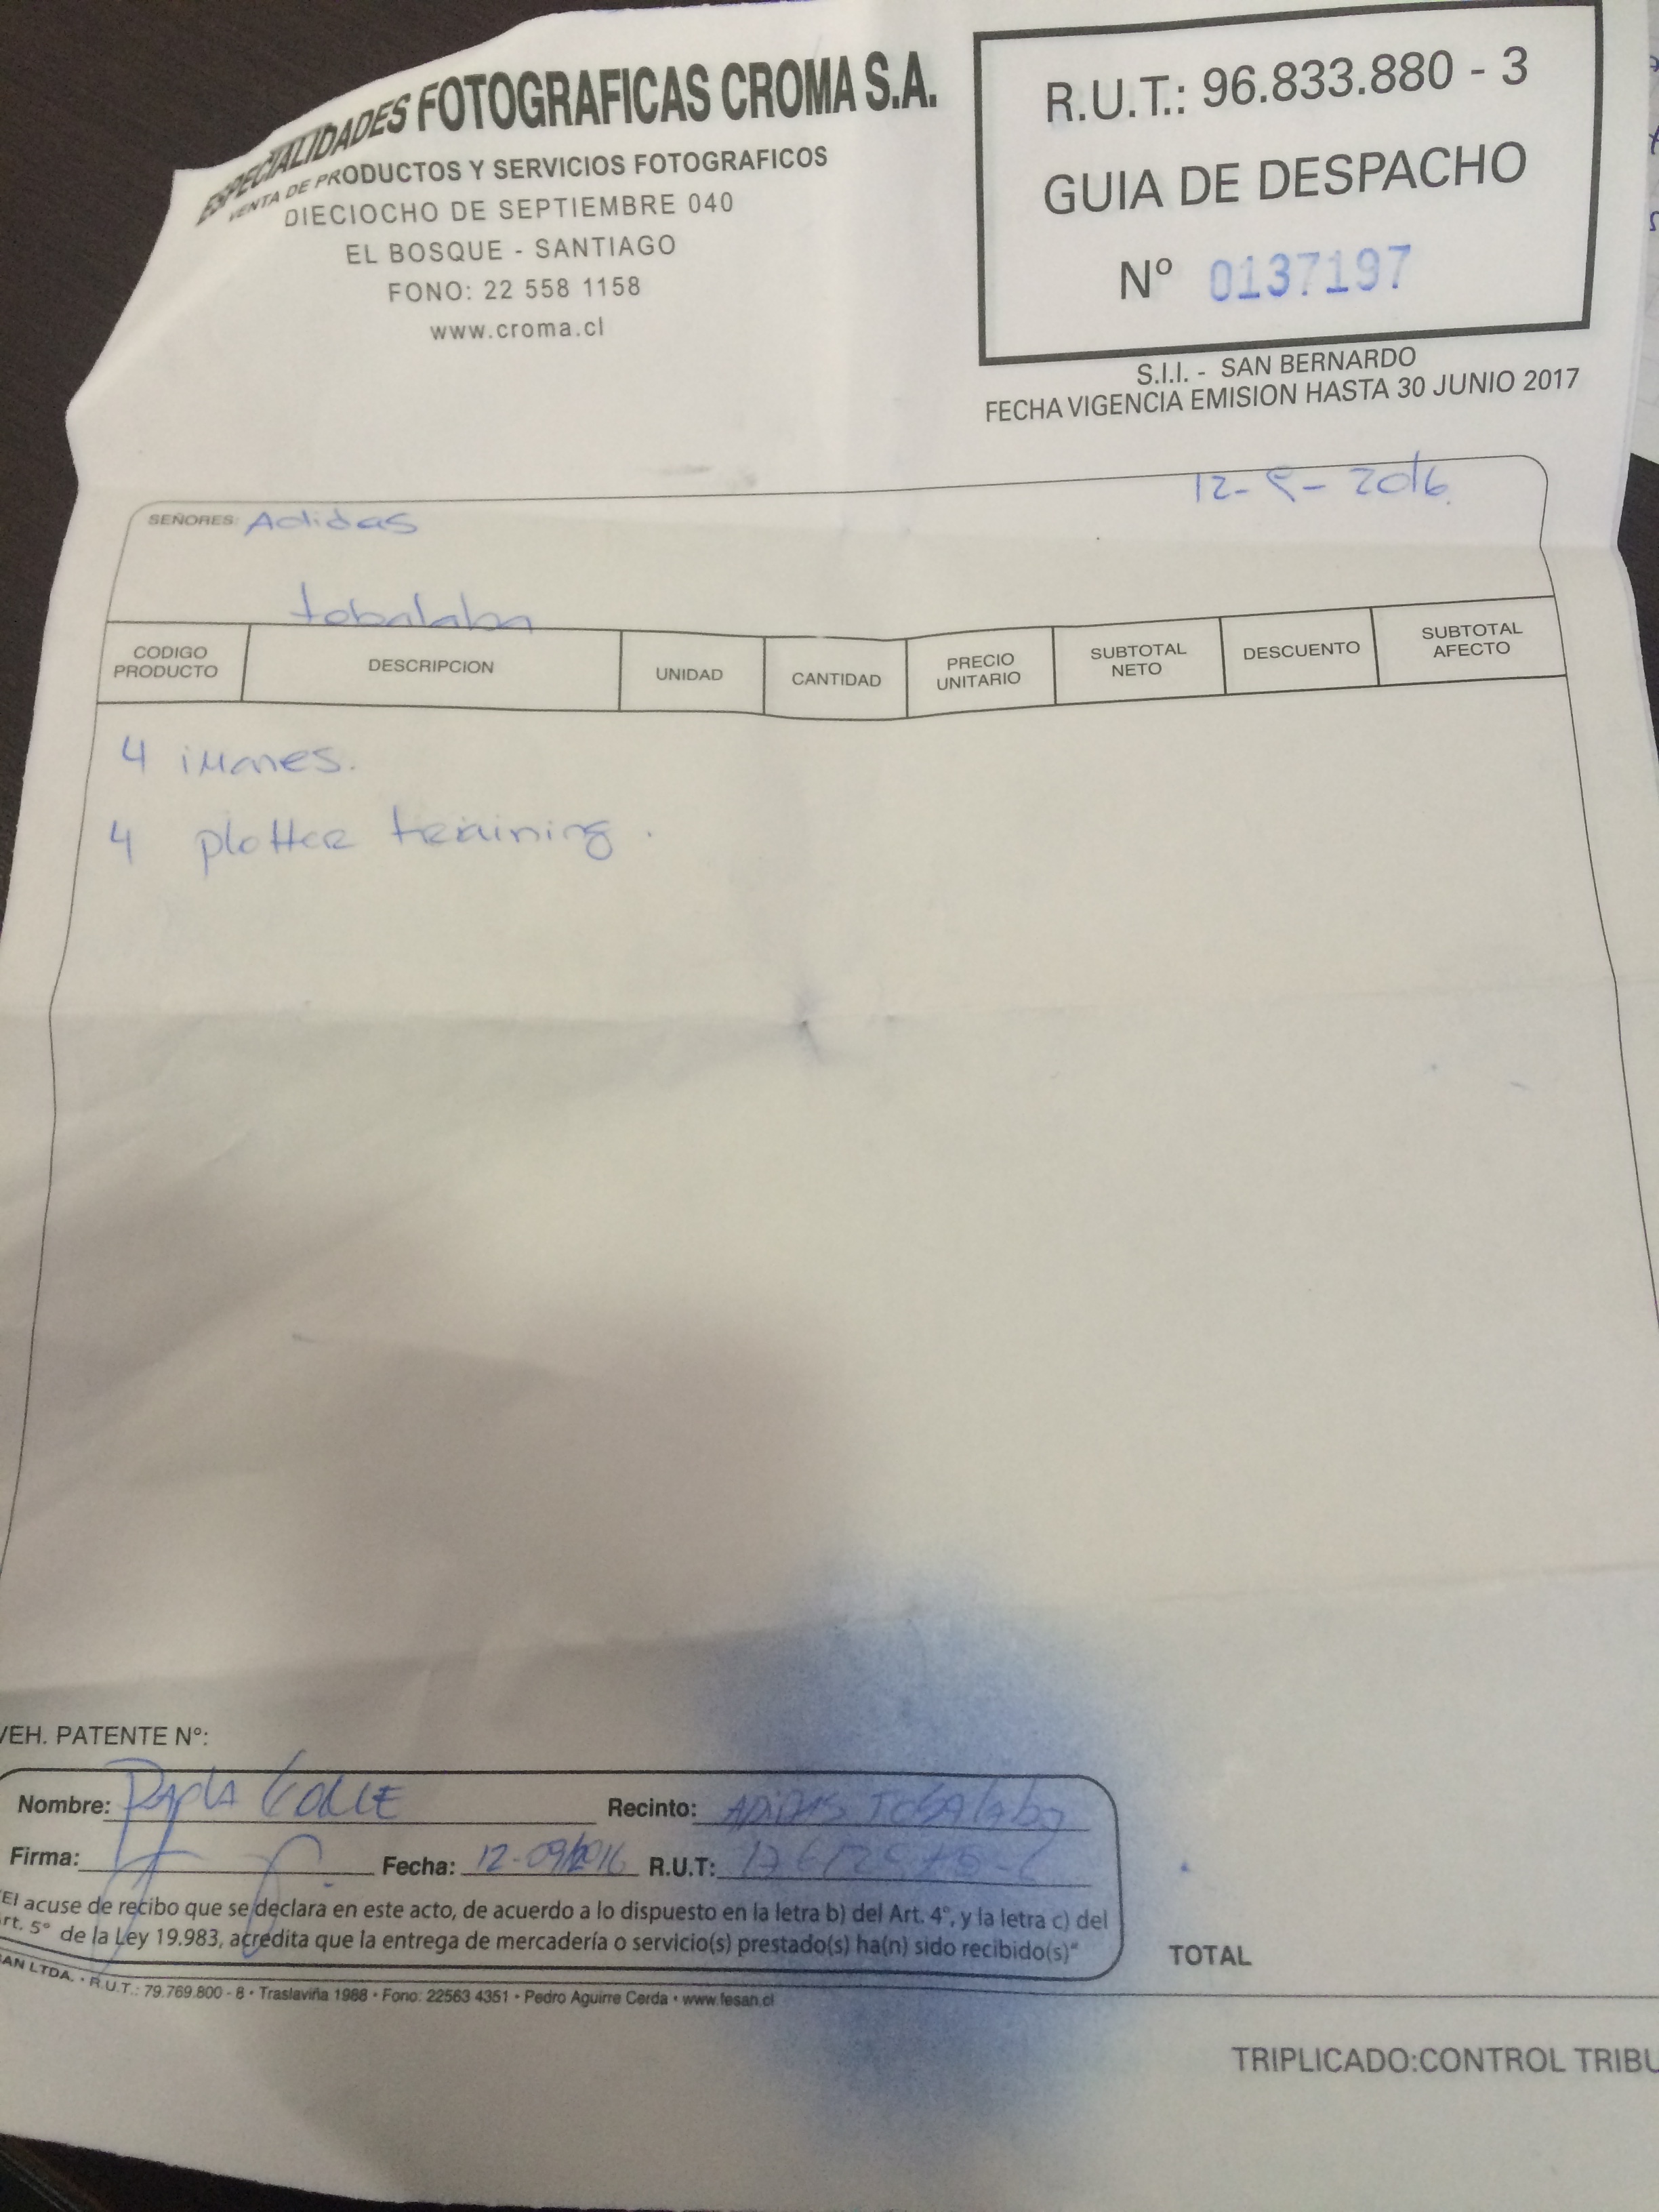 ESPECIALIDADES FOTOGRAFICAS CROMA S.A.
VENTA DE PRODUCTOS Y SERVICIOS FOTOGRAFICOS
DIECIOCHO DE SEPTIEMBRE 040
EL BOSQUE - SANTIAGO
FONO: 22 558 1158
www.croma.cl
R.U.T.: 96.833.880 - 3
GUIA DE DESPACHO
Nº 0137197
S.I.I. - SAN BERNARDO
FECHA VIGENCIA EMISION HASTA 30 JUNIO 2017
12-9-2016
SEÑORES: Adidas
tobalaba
CODIGO PRODUCTO DESCRIPCION UNIDAD CANTIDAD PRECIO UNITARIO SUBTOTAL NETO DESCUENTO SUBTOTAL AFECTO
4 imanes.
4 plotter training.
VEH. PATENTE Nº:
Nombre: Recinto: ADIDAS Tobalaba
Firma: Fecha: 12-09/2016 R.U.T:
"El acuse de recibo que se declara en este acto, de acuerdo a lo dispuesto en la letra b) del Art. 4°, y la letra c) del
Art. 5° de la Ley 19.983, acredita que la entrega de mercadería o servicio(s) prestado(s) ha(n) sido recibido(s)"
TOTAL
SAN LTDA. • R.U.T.: 79.769.800 - 8 • Traslaviña 1988 • Fono: 22563 4351 • Pedro Aguirre Cerda • www.fesan.cl
TRIPLICADO:CONTROL TRIBU